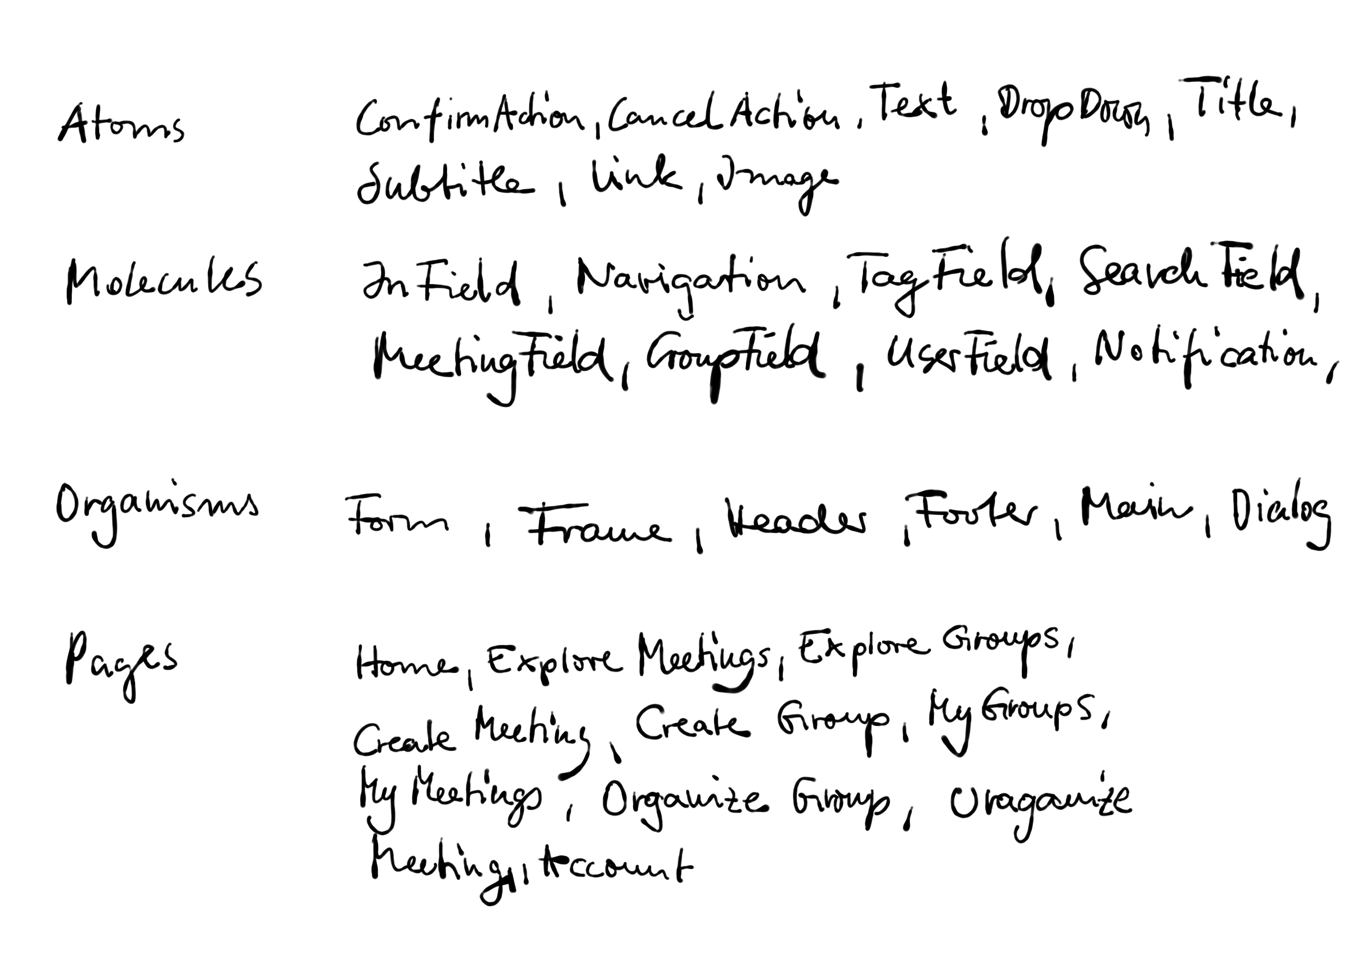 Atoms ConfirmAction, CancelAction, Text, DropDown, Title,
Subtitle, Link, Image
Molecules InField, Navigation, TagField, SearchField,
MeetingField, GroupField, UserField, Notification,
Organisms Form, Frame, Header, Footer, Main, Dialog
Pages Home, Explore Meetings, Explore Groups,
Create Meeting, Create Group, My Groups,
My Meetings, Organize Group, Oraganize
Meeting, Account